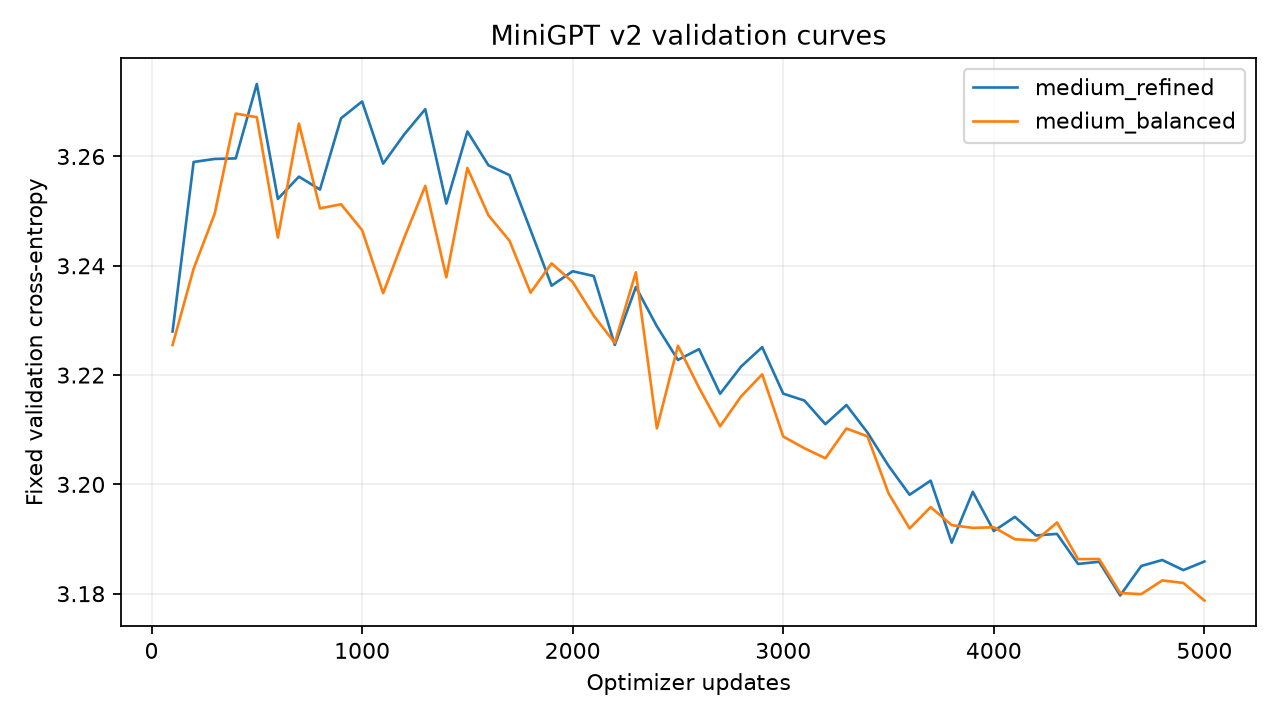 MiniGPT v2 validation curves
medium_refined
medium_balanced
Fixed validation cross-entropy
3.26
3.24
3.22
3.20
3.18
0 1000 2000 3000 4000 5000
Optimizer updates